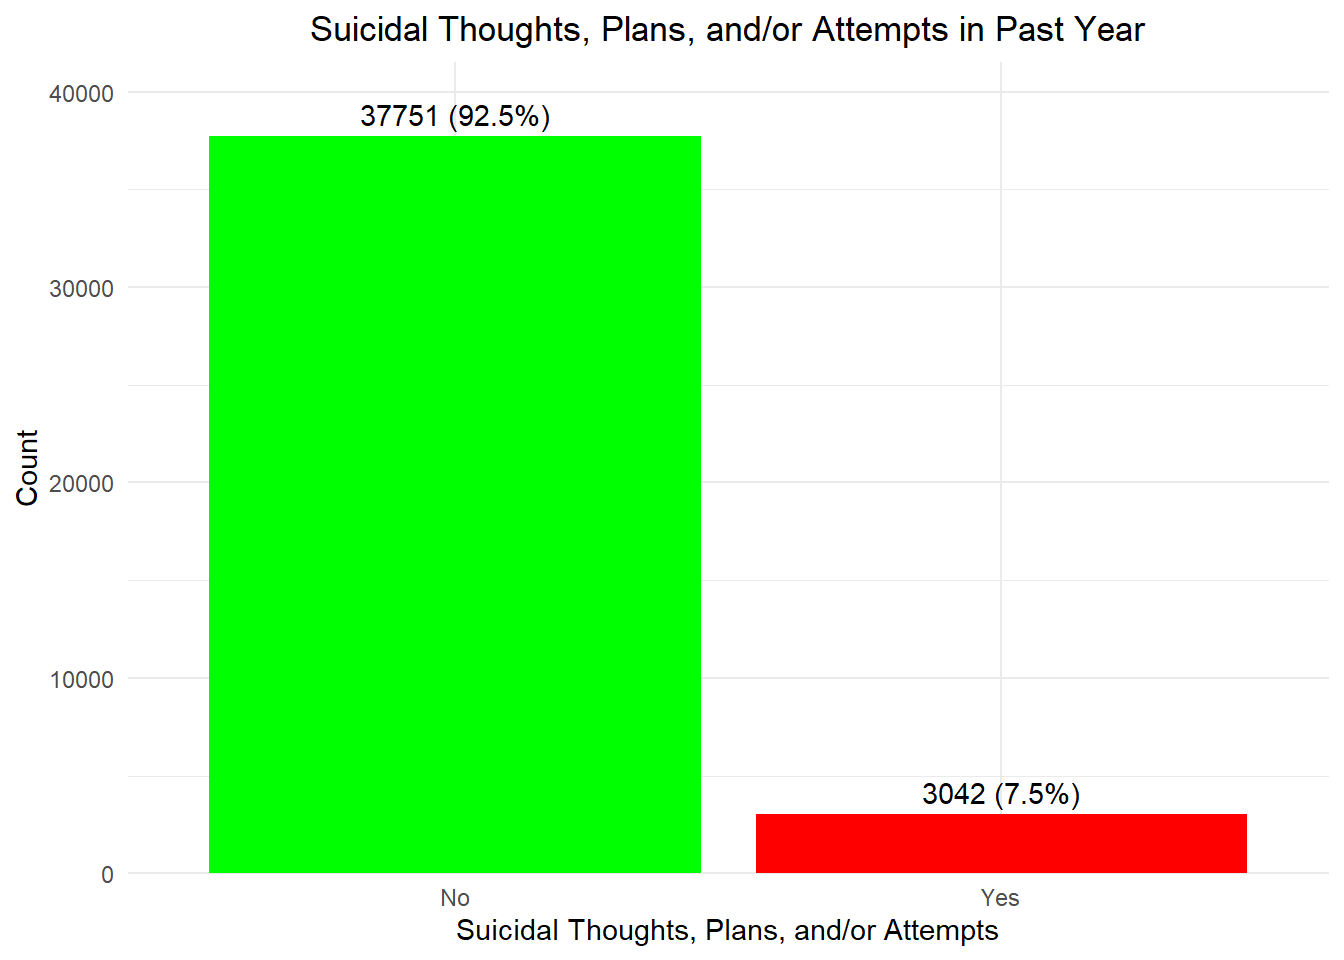 Suicidal Thoughts, Plans, and/or Attempts in Past Year
40000
37751 (92.5%)
30000
Count
20000
10000
3042 (7.5%)
0
No
Yes
Suicidal Thoughts, Plans, and/or Attempts